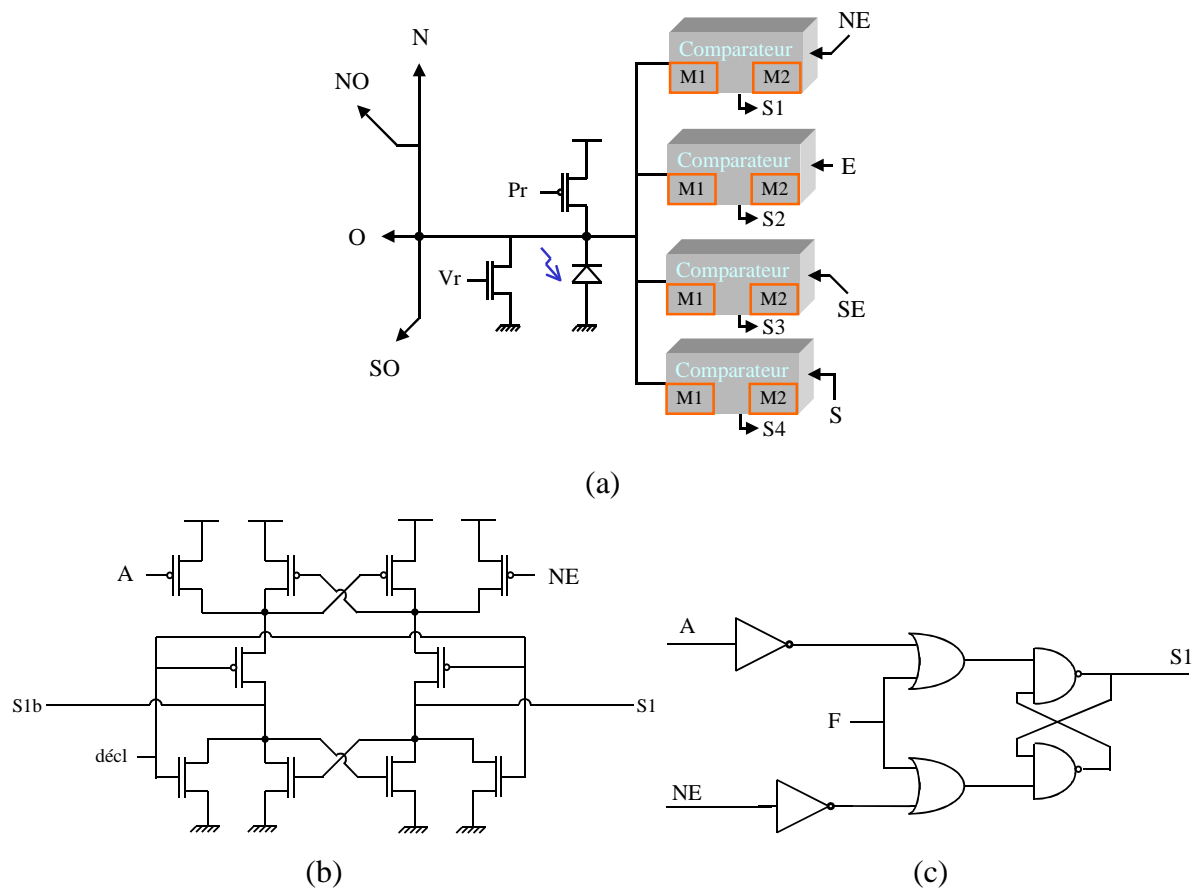 N
NE
Comparateur
M1 M2
S1
NO
Comparateur
M1 M2
E
S2
Pr
O
Comparateur
M1 M2
Vr
SE
S3
SO
Comparateur
M1 M2
S
S4
(a)
A
NE
S1b
S1
décl
(b)
A
S1
F
NE
(c)